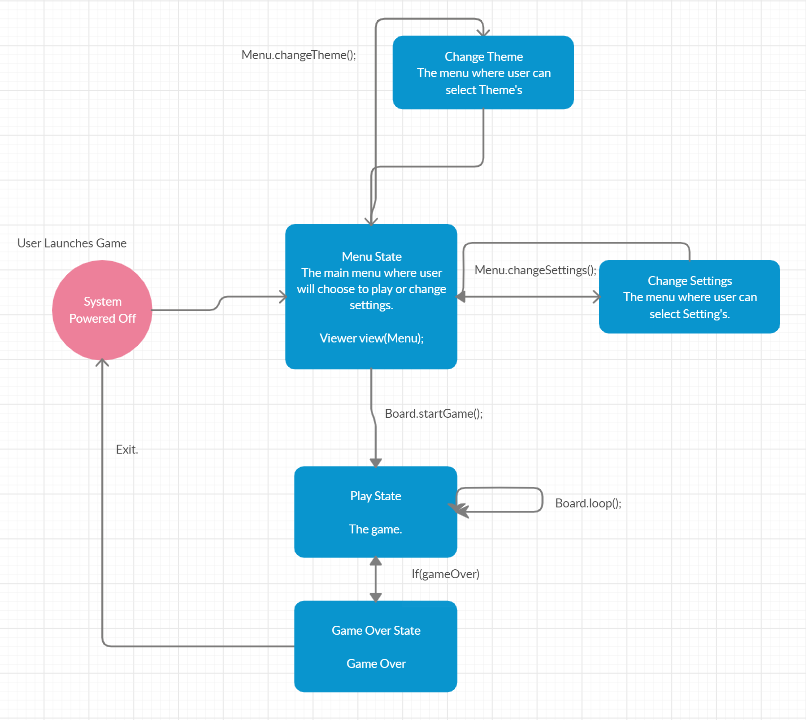 Menu.changeTheme();
Change Theme
The menu where user can
select Theme's
User Launches Game
System
Powered Off
Menu State
The main menu where user
will choose to play or change
settings.
Viewer view(Menu);
Menu.changeSettings();
Change Settings
The menu where user can
select Setting's.
Board.startGame();
Exit.
Play State
The game.
Board.loop();
If(gameOver)
Game Over State
Game Over